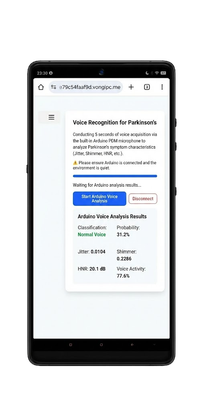 23:20
e79c54faaf9d.vongipc.me
Voice Recognition for Parkinson's
Conducting 5 seconds of voice acquisition via
the built-in Arduino PDM microphone to
analyze Parkinson's symptom characteristics
(Jitter, Shimmer, HNR, etc.).
⚠ Please ensure Arduino is connected and the
environment is quiet.
Waiting for Arduino analysis results...
Start Arduino Voice
Analysis
Disconnect
Arduino Voice Analysis Results
Classification:
Normal Voice
Probability:
31.2%
Jitter: 0.0104
Shimmer:
0.2286
HNR: 20.1 dB
Voice Activity:
77.6%